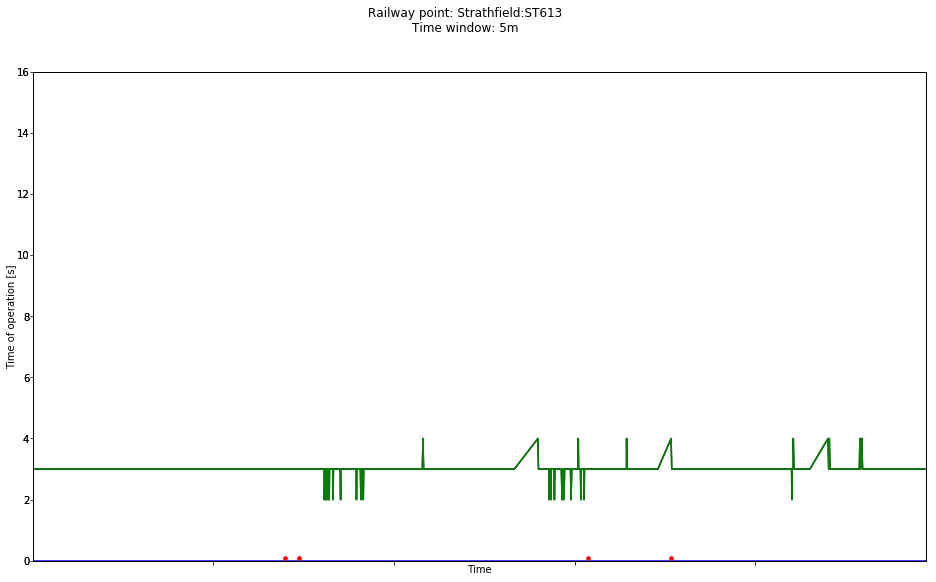 Railway point: Strathfield:ST613
Time window: 5m
16
14
12
10
8
6
4
2
0
Time of operation [s]
Time